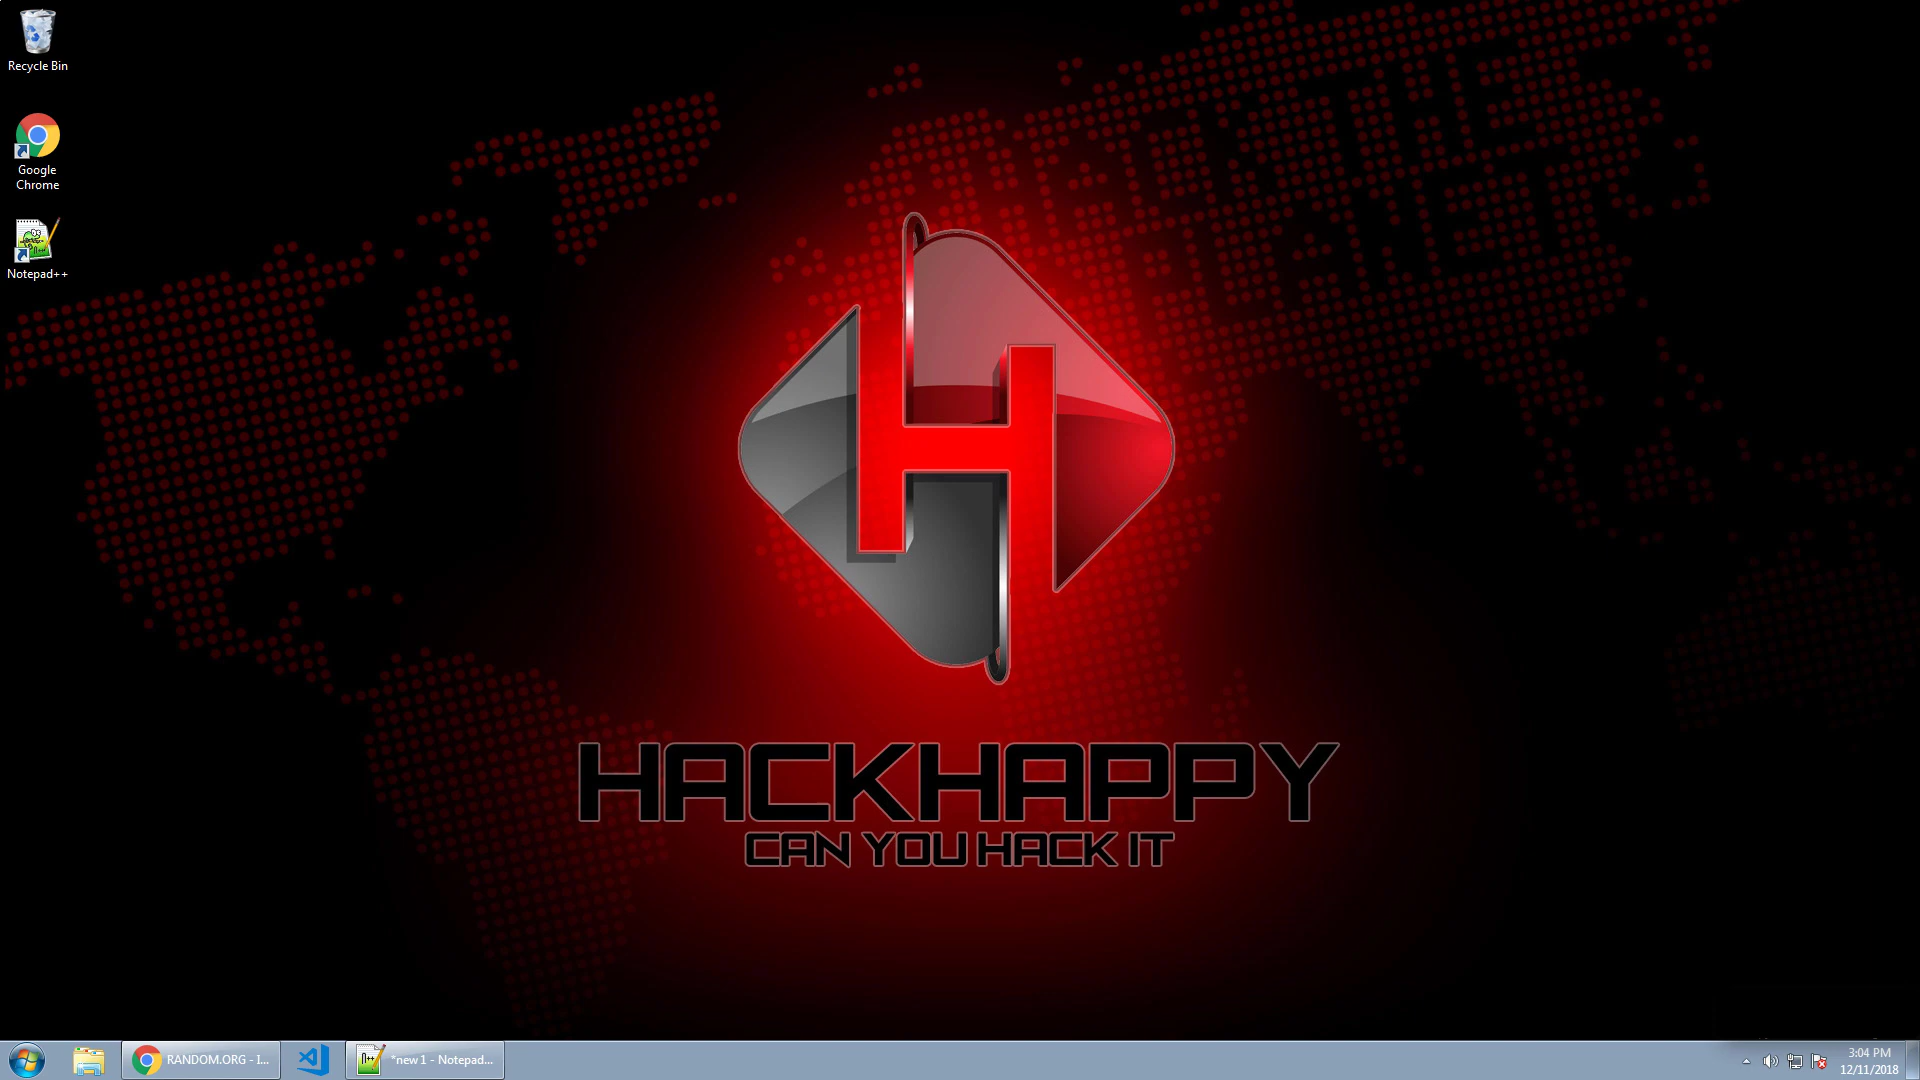 Recycle Bin
Google
Chrome
Notepad++
H
HACKHAPPY
CAN YOU HACK IT
RANDOM.ORG - I...
*new 1 - Notepad...
3:04 PM
12/11/2018